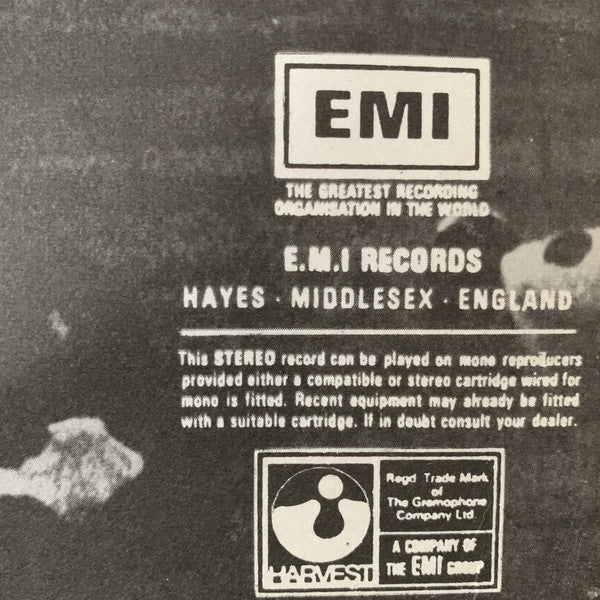 EMI
THE GREATEST RECORDING
ORGANISATION IN THE WORLD
E.M.I RECORDS
HAYES · MIDDLESEX · ENGLAND
This STEREO record can be played on mono reproducers
provided either a compatible or stereo cartridge wired for
mono is fitted. Recent equipment may already be fitted
with a suitable cartridge. If in doubt consult your dealer.
HARVEST
Regd. Trade Mark
of
The Gramophone
Company Ltd.
A COMPANY OF
THE EMI GROUP